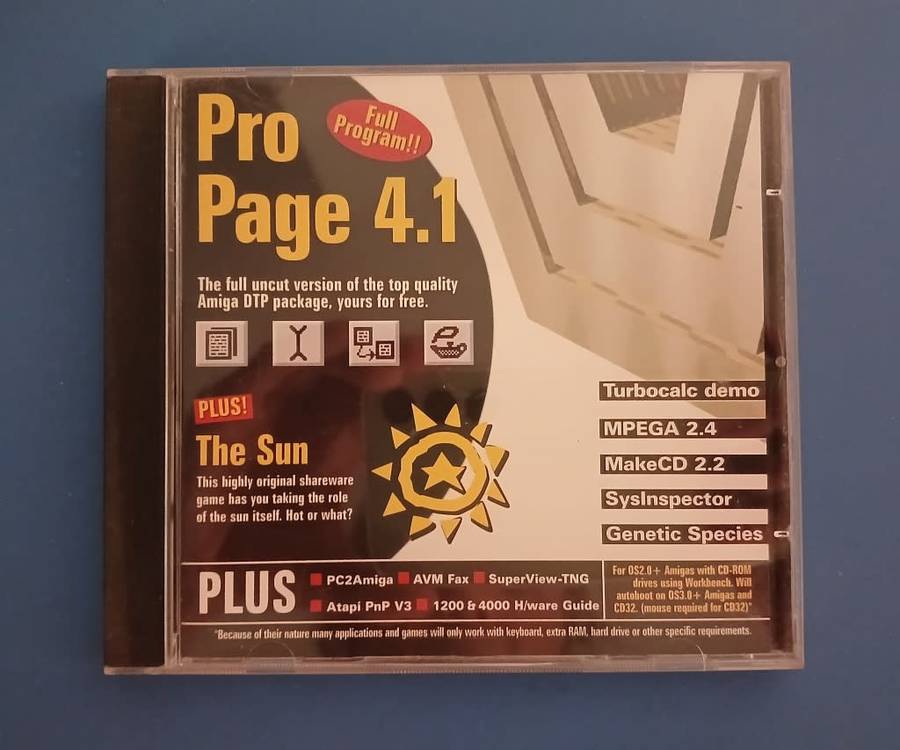 Pro
Page 4.1
Full
Program!!
The full uncut version of the top quality
Amiga DTP package, yours for free.
PLUS!
The Sun
This highly original shareware
game has you taking the role
of the sun itself. Hot or what?
Turbocalc demo
MPEGA 2.4
MakeCD 2.2
SysInspector
Genetic Species
PLUS
PC2Amiga AVM Fax SuperView-TNG
Atapi PnP V3 1200 & 4000 H/ware Guide
For OS2.0+ Amigas with CD-ROM
drives using Workbench. Will
autoboot on OS3.0+ Amigas and
CD32. (mouse required for CD32)*
*Because of their nature many applications and games will only work with keyboard, extra RAM, hard drive or other specific requirements.